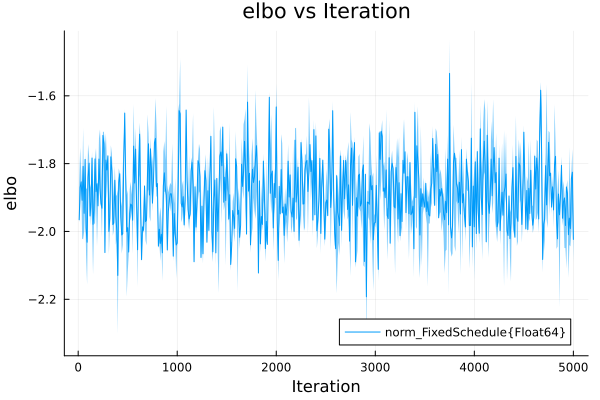 elbo vs Iteration
elbo
−1.6
−1.8
−2.0
−2.2
norm_FixedSchedule{Float64}
0 1000 2000 3000 4000 5000
Iteration